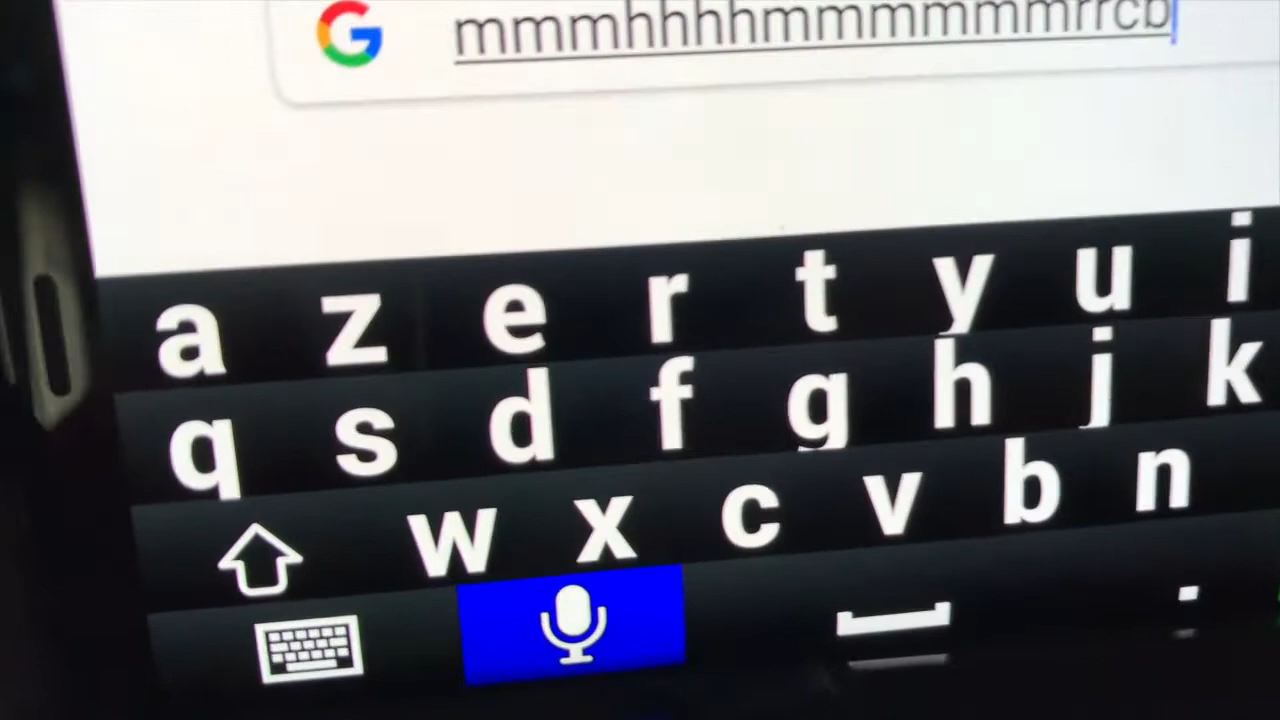 mmmhhhhmmmmmmrrcb
a z e r t y u i
q s d f g h j k
w x c v b n
.